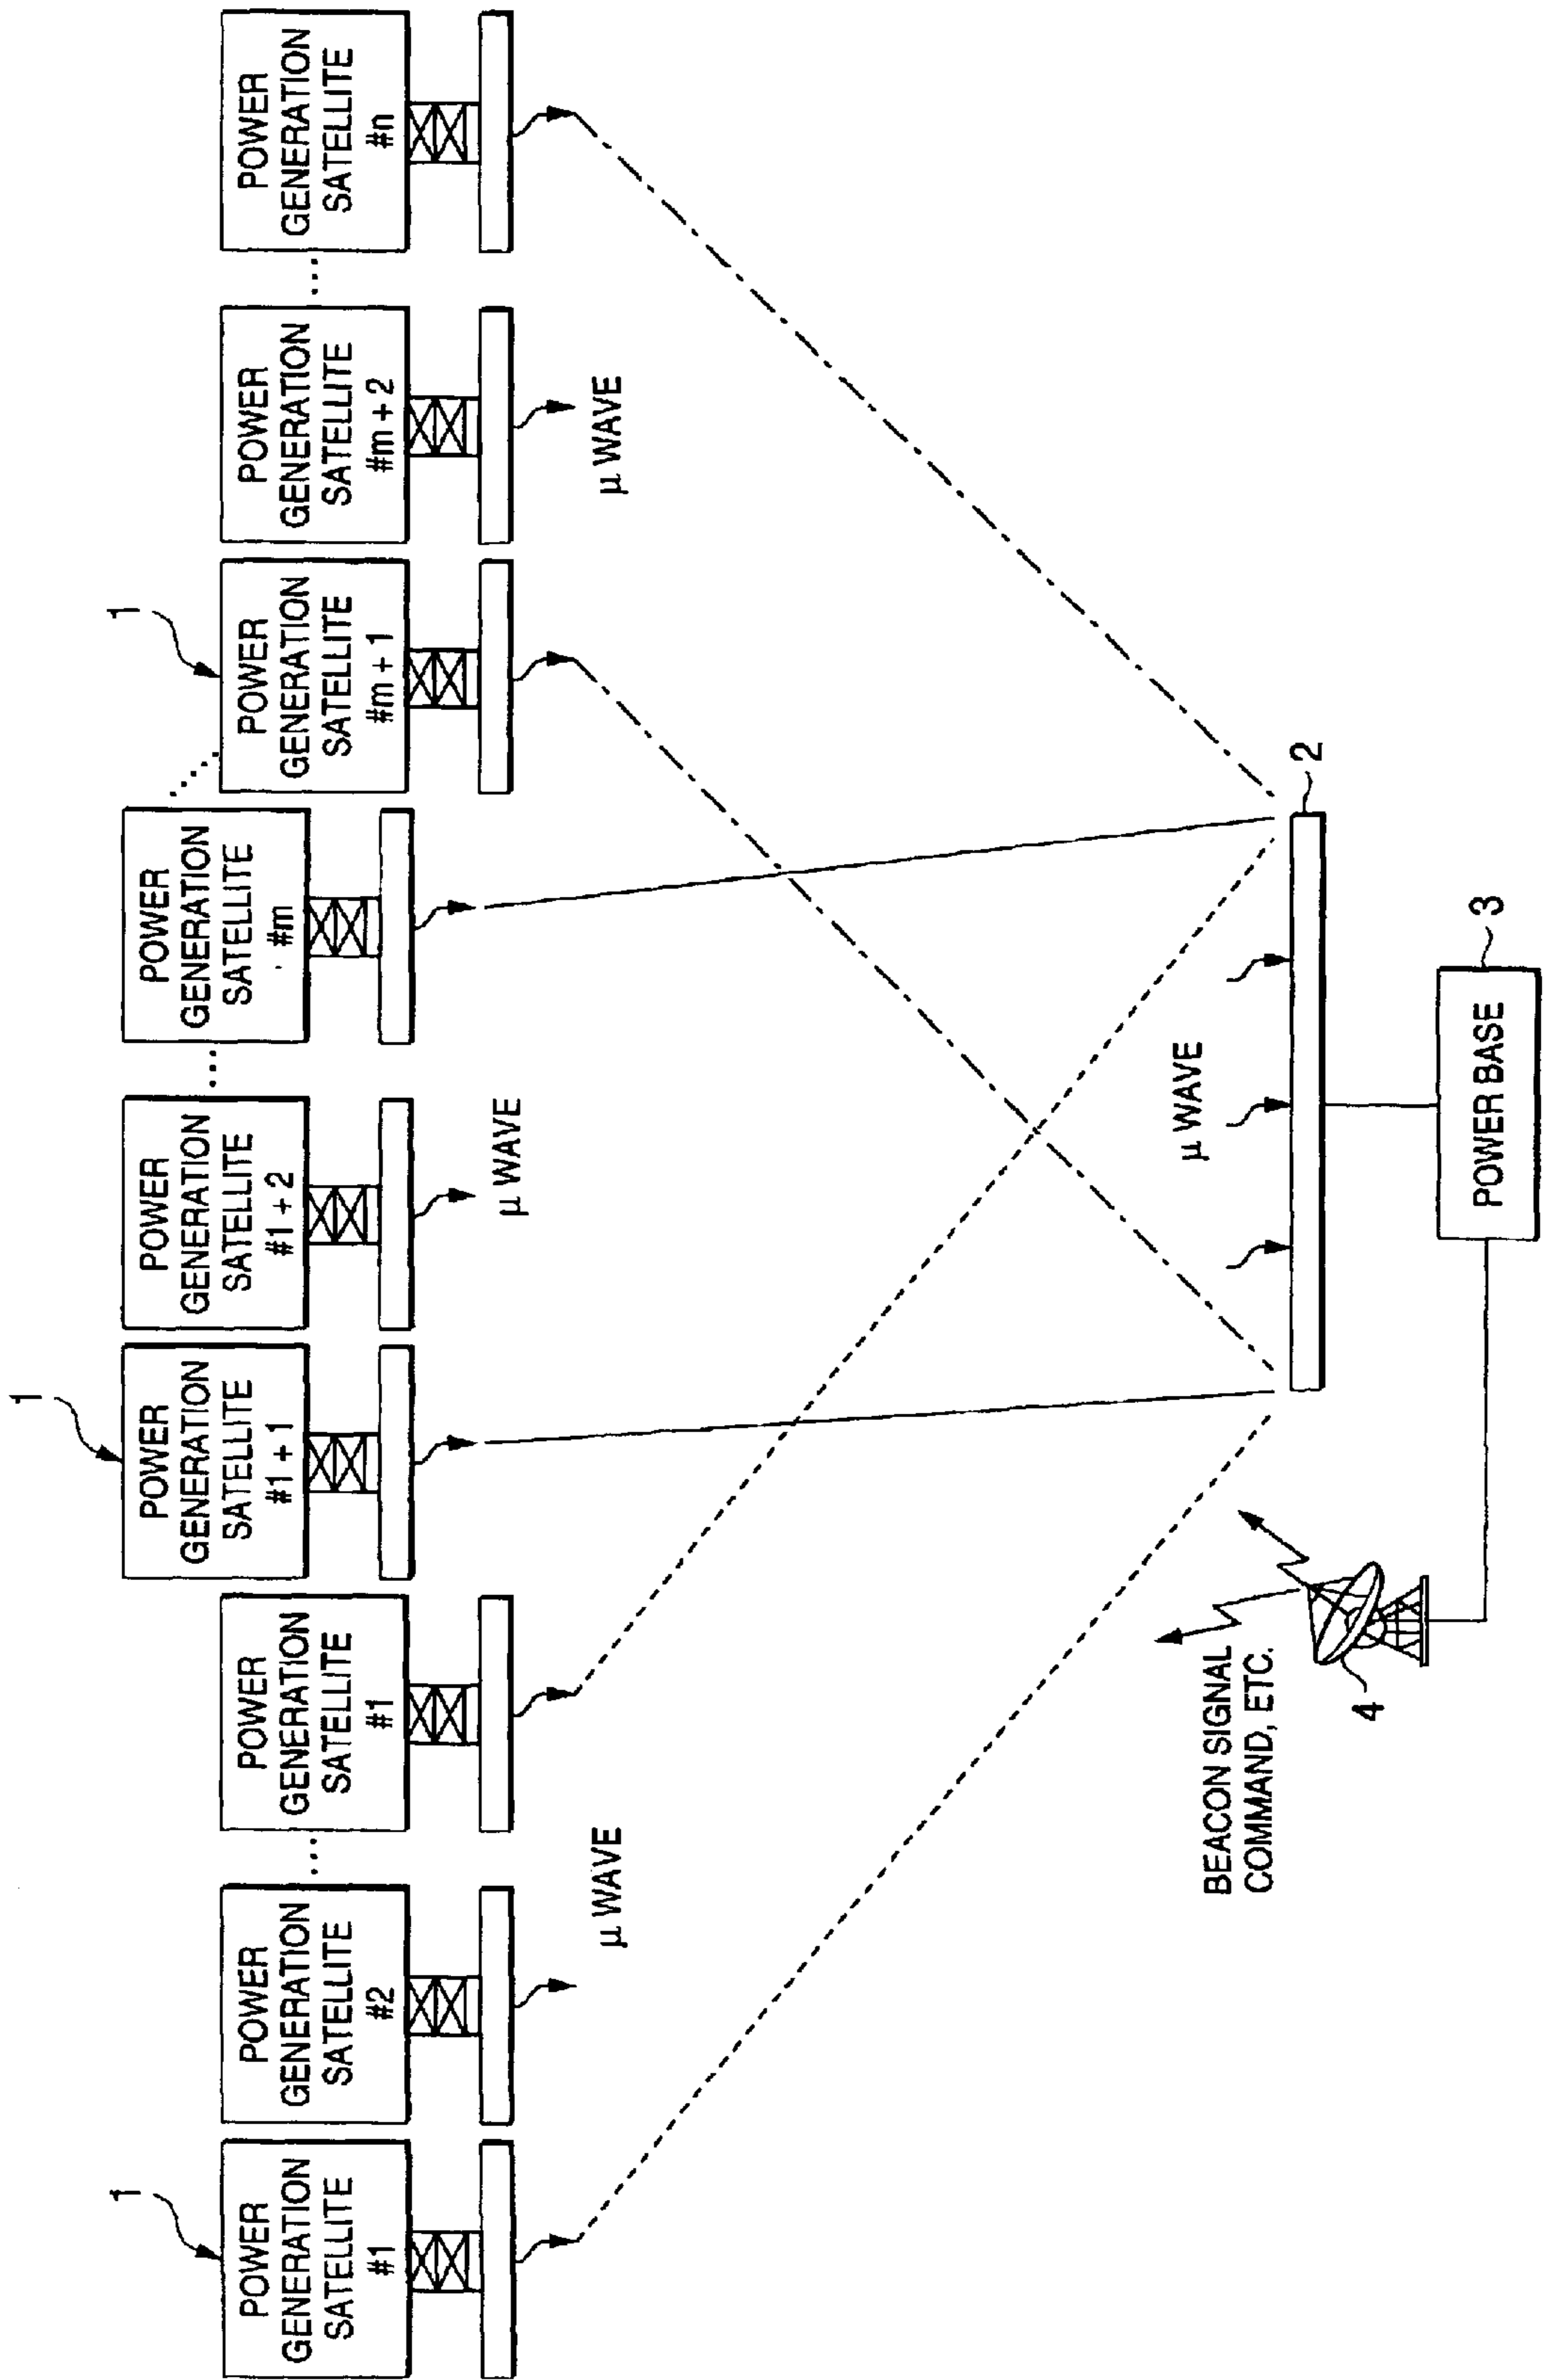 1
POWER
GENERATION
SATELLITE
#1
POWER
GENERATION
SATELLITE
#2
...
POWER
GENERATION
SATELLITE
#1
μ WAVE
1
POWER
GENERATION
SATELLITE
#1 + 1
POWER
GENERATION
SATELLITE
#1 + 2
...
POWER
GENERATION
SATELLITE
#m
μ WAVE
.....
1
POWER
GENERATION
SATELLITE
#m + 1
POWER
GENERATION
SATELLITE
#m + 2
...
POWER
GENERATION
SATELLITE
#n
μ WAVE
BEACON SIGNAL
COMMAND, ETC.
4
μ WAVE
2
POWER BASE
3